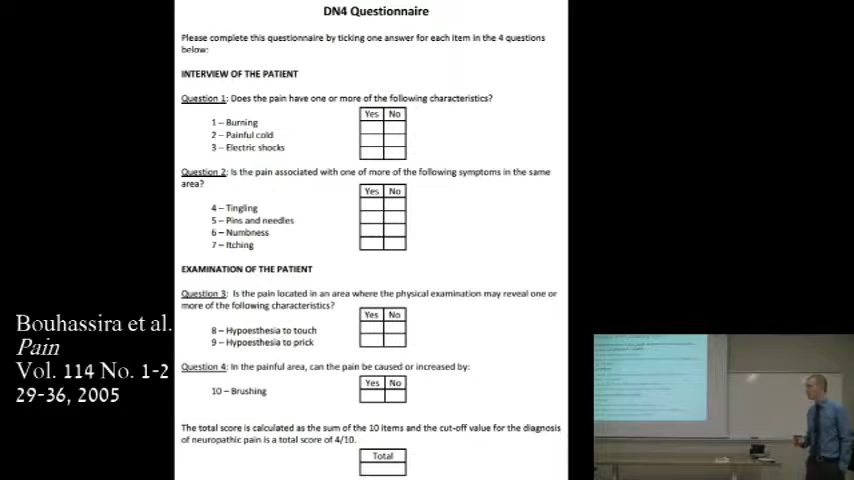 DN4 Questionnaire
Please complete this questionnaire by ticking one answer for each item in the 4 questions
below:
INTERVIEW OF THE PATIENT
Question 1: Does the pain have one or more of the following characteristics?
Yes No
1 – Burning
2 – Painful cold
3 – Electric shocks
Question 2: Is the pain associated with one of more of the following symptoms in the same
area?
Yes No
4 – Tingling
5 – Pins and needles
6 – Numbness
7 – Itching
EXAMINATION OF THE PATIENT
Question 3: Is the pain located in an area where the physical examination may reveal one or
more of the following characteristics?
Yes No
8 – Hypoesthesia to touch
9 – Hypoesthesia to prick
Question 4: In the painful area, can the pain be caused or increased by:
Yes No
10 – Brushing
The total score is calculated as the sum of the 10 items and the cut-off value for the diagnosis
of neuropathic pain is a total score of 4/10.
Total
Bouhassira et al.
Pain
Vol. 114 No. 1-2
29-36, 2005